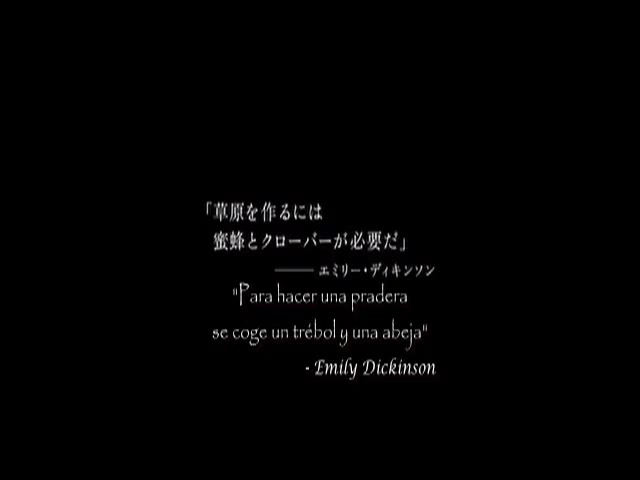 「草原を作るには
蜜蜂とクローバーが必要だ」
―― エミリー・ディキンソン
"Para hacer una pradera
se coge un trébol y una abeja"
- Emily Dickinson